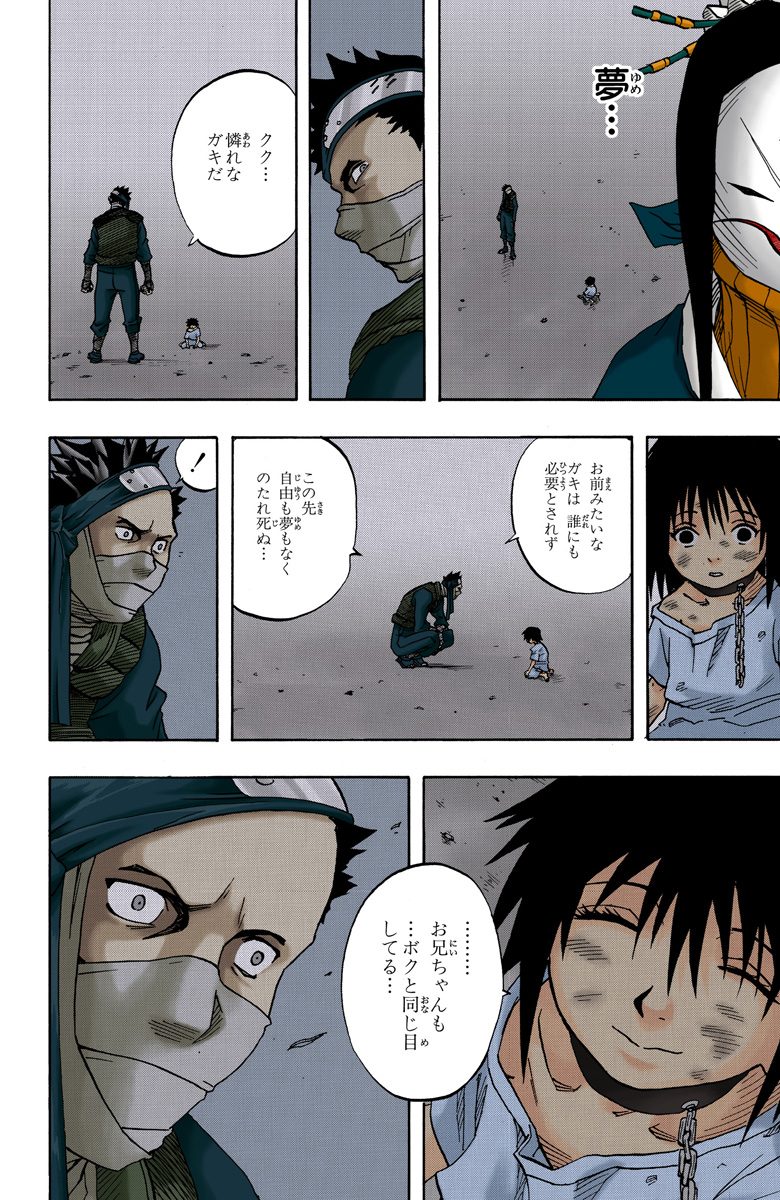 夢…
クク…
憐れな
ガキだ
お前みたいな
ガキは 誰にも
必要とされず
この先
自由も夢もなく
のたれ死ぬ…
！
………
お兄ちゃんも
…ボクと同じ目
してる…